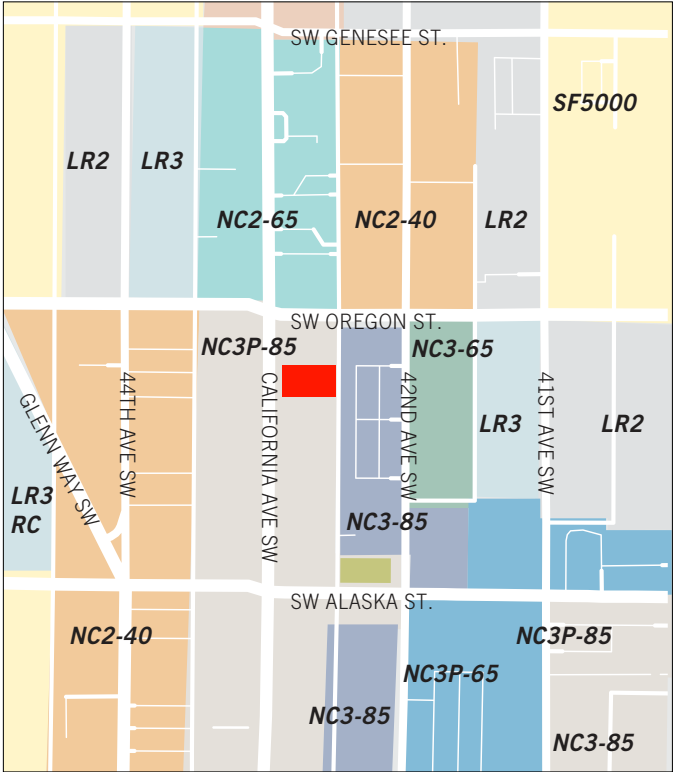 SW GENESEE ST.
SF5000
LR2
LR3
NC2-65
NC2-40
LR2
SW OREGON ST.
NC3P-85
NC3-65
44TH AVE SW
CALIFORNIA AVE SW
42ND AVE SW
41ST AVE SW
GLENN WAY SW
LR3
LR2
LR3
RC
NC3-85
SW ALASKA ST.
NC2-40
NC3P-85
NC3P-65
NC3-85
NC3-85